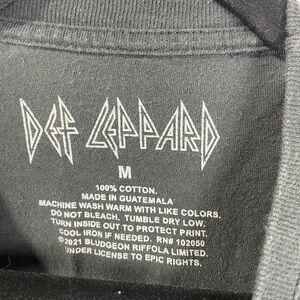 DEF LEPPARD
M
100% COTTON.
MADE IN GUATEMALA
MACHINE WASH WARM WITH LIKE COLORS.
DO NOT BLEACH. TUMBLE DRY LOW.
TURN INSIDE OUT TO PROTECT PRINT.
COOL IRON IF NEEDED. RN# 102050
©2021 BLUDGEON RIFFOLA LIMITED.
UNDER LICENSE TO EPIC RIGHTS.